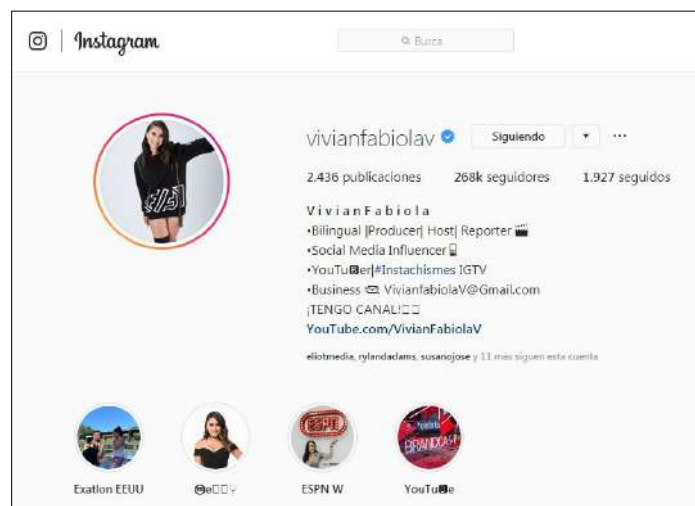 Instagram
Busca
vivianfabiolav Siguiendo
2.436 publicaciones 268k seguidores 1.927 seguidos
VivianFabiola
•Bilingual |Producer| Host| Reporter
•Social Media Influencer
•YouTuBer|#Instachismes IGTV
•Business VivianfabiolaV@Gmail.com
¡TENGO CANAL!
YouTube.com/VivianFabiolaV
eliotmedia, rylandadams, susanojose y 11 más siguen esta cuenta
ESPN
BRANDCAST
Exatlon EEUU ESPN W